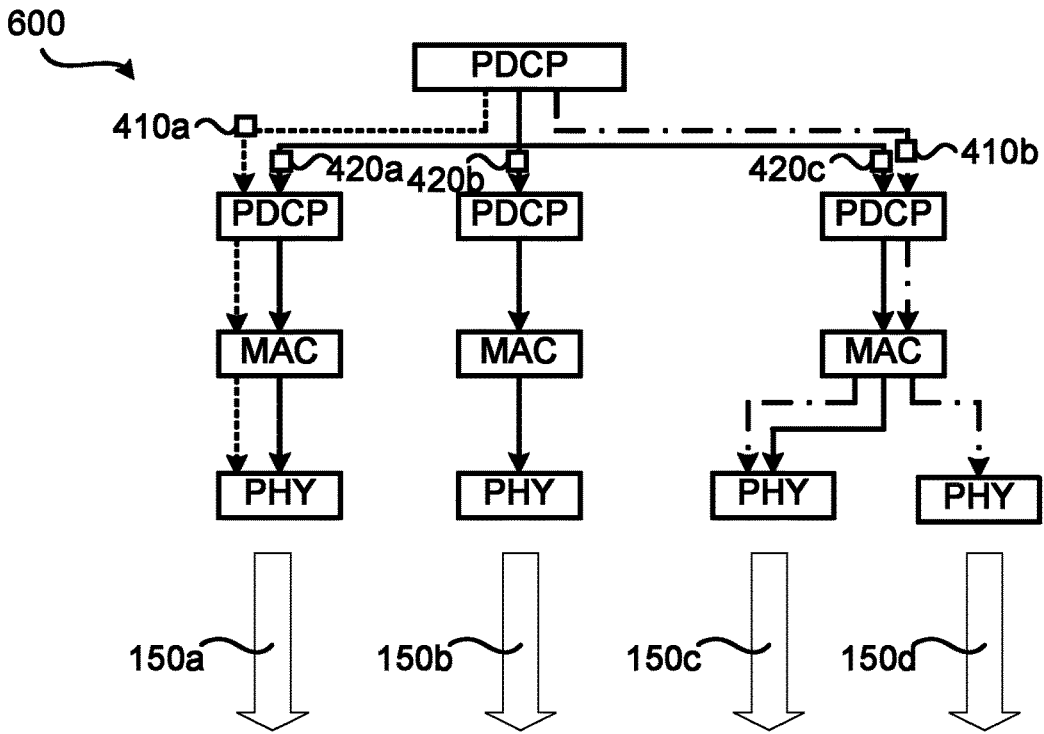 600
PDCP
410a
420a
420b
420c
410b
PDCP
PDCP
PDCP
MAC
MAC
MAC
PHY
PHY
PHY
PHY
150a
150b
150c
150d